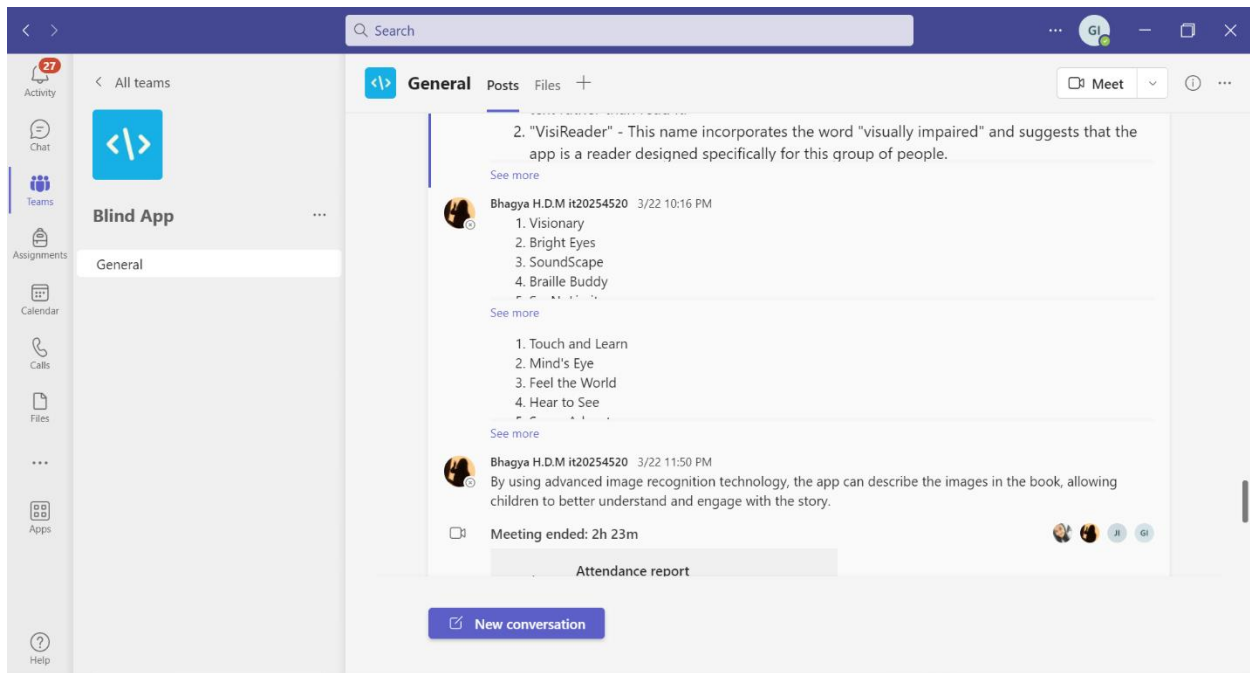 Search
GI
27
Activity
Chat
Teams
Assignments
Calendar
Calls
Files
Apps
Help
All teams
Blind App
General
General Posts Files
Meet
2. "VisiReader" - This name incorporates the word "visually impaired" and suggests that the
app is a reader designed specifically for this group of people.
See more
Bhagya H.D.M it20254520 3/22 10:16 PM
1. Visionary
2. Bright Eyes
3. SoundScape
4. Braille Buddy
See more
1. Touch and Learn
2. Mind's Eye
3. Feel the World
4. Hear to See
See more
Bhagya H.D.M it20254520 3/22 11:50 PM
By using advanced image recognition technology, the app can describe the images in the book, allowing
children to better understand and engage with the story.
Meeting ended: 2h 23m
JI GI
Attendance report
New conversation